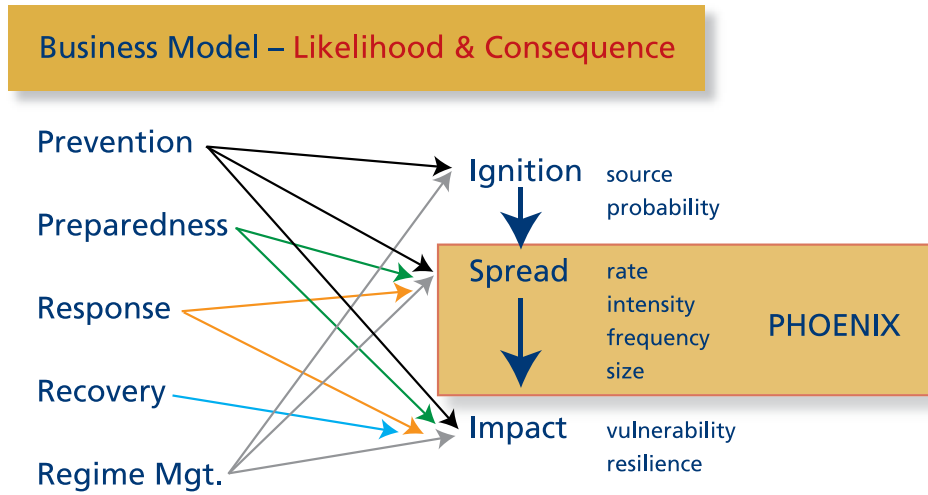 Business Model – Likelihood & Consequence
Prevention
Preparedness
Response
Recovery
Regime Mgt.
Ignition
source
probability
Spread
rate
intensity
frequency
size
PHOENIX
Impact
vulnerability
resilience